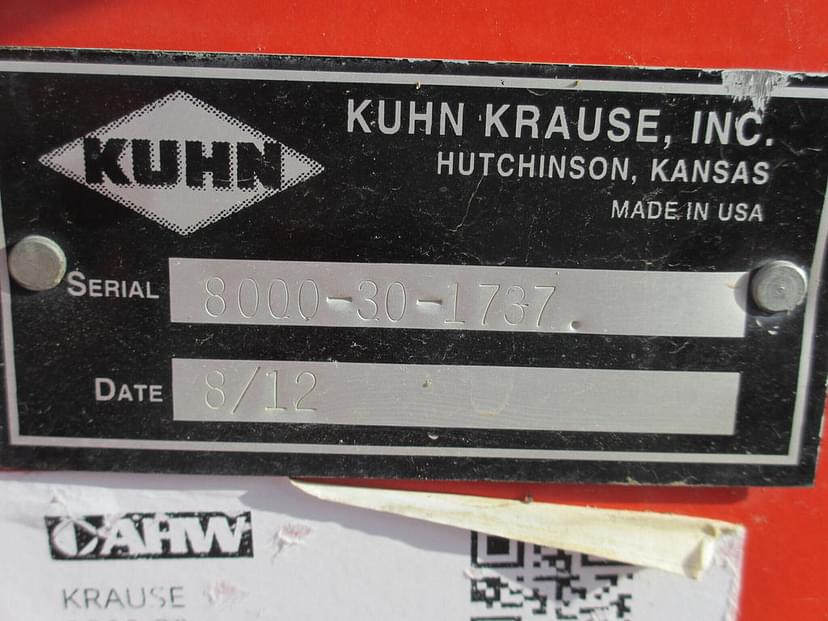 KUHN
KUHN KRAUSE, INC.
HUTCHINSON, KANSAS
MADE IN USA
SERIAL 8000-30-1737
DATE 8/12
AHW
KRAUSE